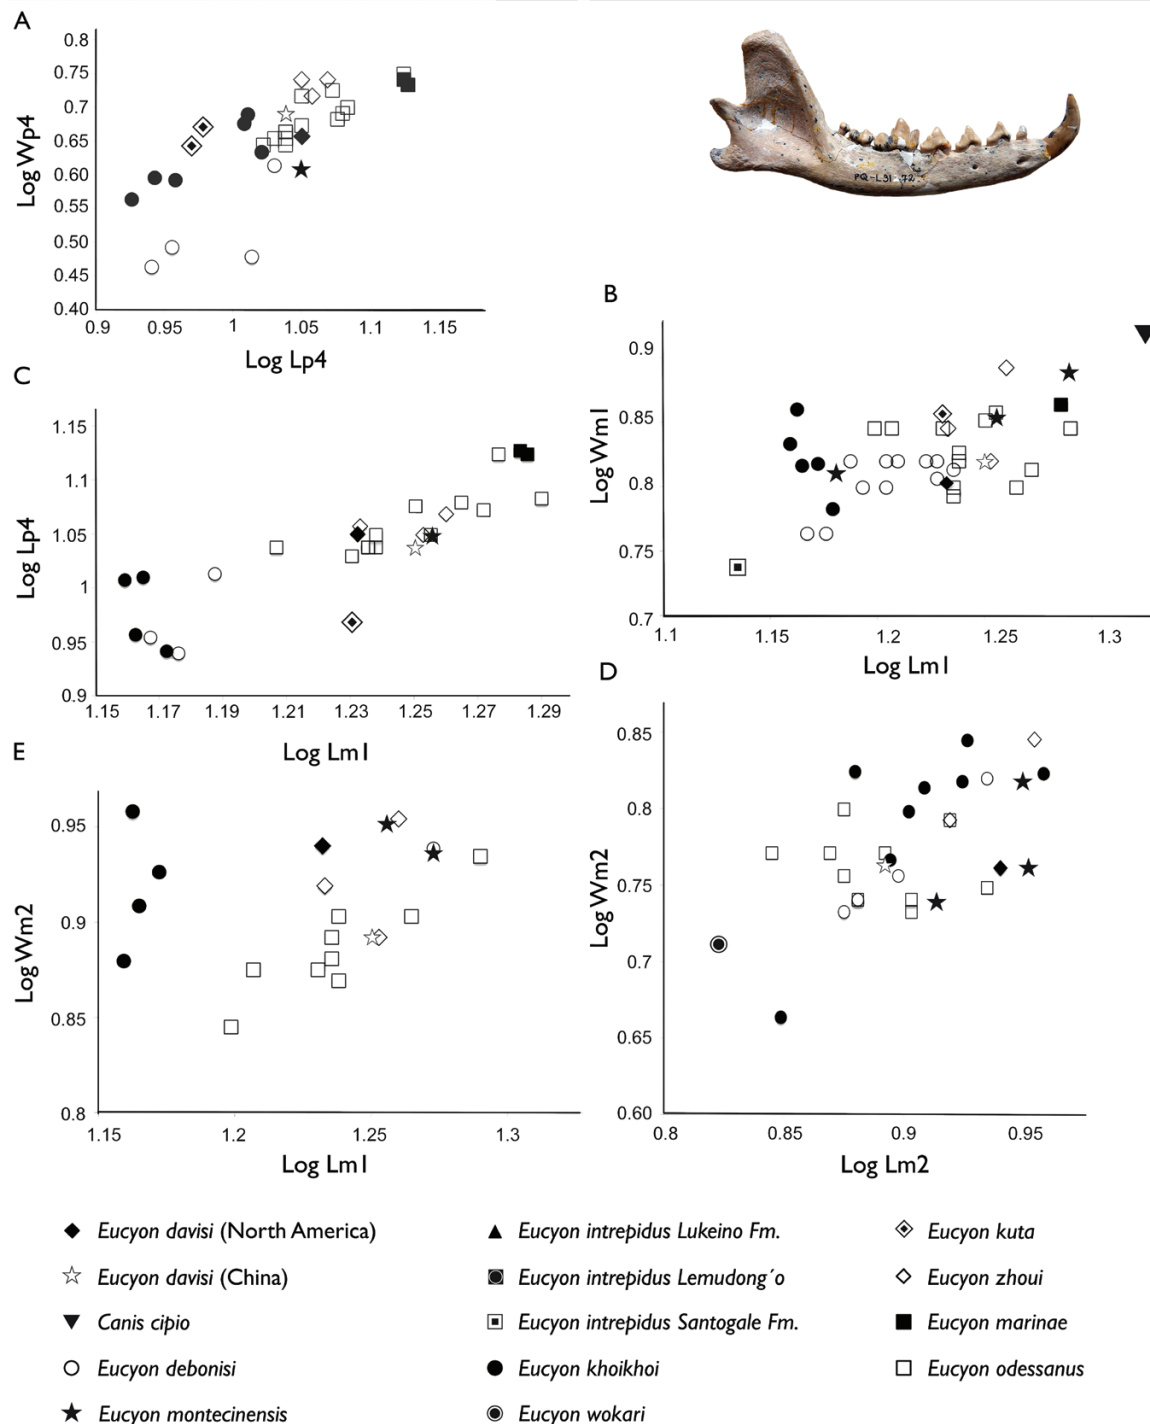 A
0.8
0.75
0.7
0.65
0.60
0.55
0.50
0.45
0.40
Log Wp4
0.9 0.95 1 1.05 1.1 1.15
Log Lp4
PQ-L31 72
B
0.9
0.85
0.8
0.75
0.7
Log Wm1
1.1 1.15 1.2 1.25 1.3
Log Lm1
C
1.15
1.1
1.05
1
0.95
0.9
Log Lp4
1.15 1.17 1.19 1.21 1.23 1.25 1.27 1.29
Log Lm1
D
0.85
0.8
0.75
0.7
0.65
0.60
Log Wm2
0.8 0.85 0.9 0.95
Log Lm2
E
0.95
0.9
0.85
0.8
Log Wm2
1.15 1.2 1.25 1.3
Log Lm1
Eucyon davisi (North America)
Eucyon davisi (China)
Canis cipio
Eucyon debonisi
Eucyon montecinensis
Eucyon intrepidus Lukeino Fm.
Eucyon intrepidus Lemudong´o
Eucyon intrepidus Santogale Fm.
Eucyon khoikhoi
Eucyon wokari
Eucyon kuta
Eucyon zhoui
Eucyon marinae
Eucyon odessanus